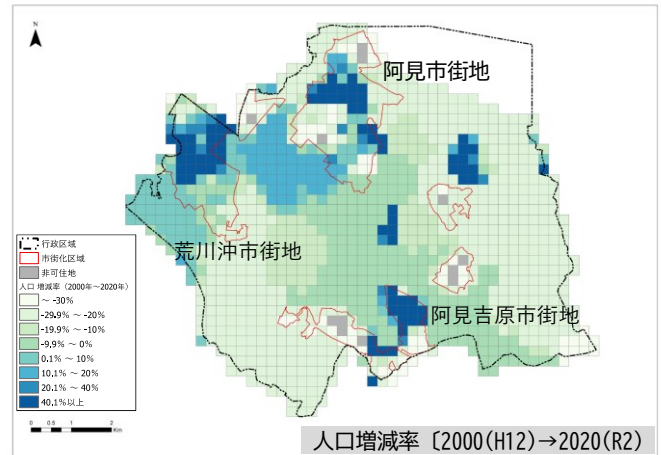 N
阿見市街地
荒川沖市街地
阿見吉原市街地
行政区域
市街化区域
非可住地
人口 増減率（2000年～2020年）
～ -30%
-29.9% ～ -20%
-19.9% ～ -10%
-9,9% ～ 0%
0.1% ～ 10%
10.1% ～ 20%
20.1% ～ 40%
40.1%以上
0 0.5 1 2
Km
人口増減率〔2000(H12)→2020(R2)